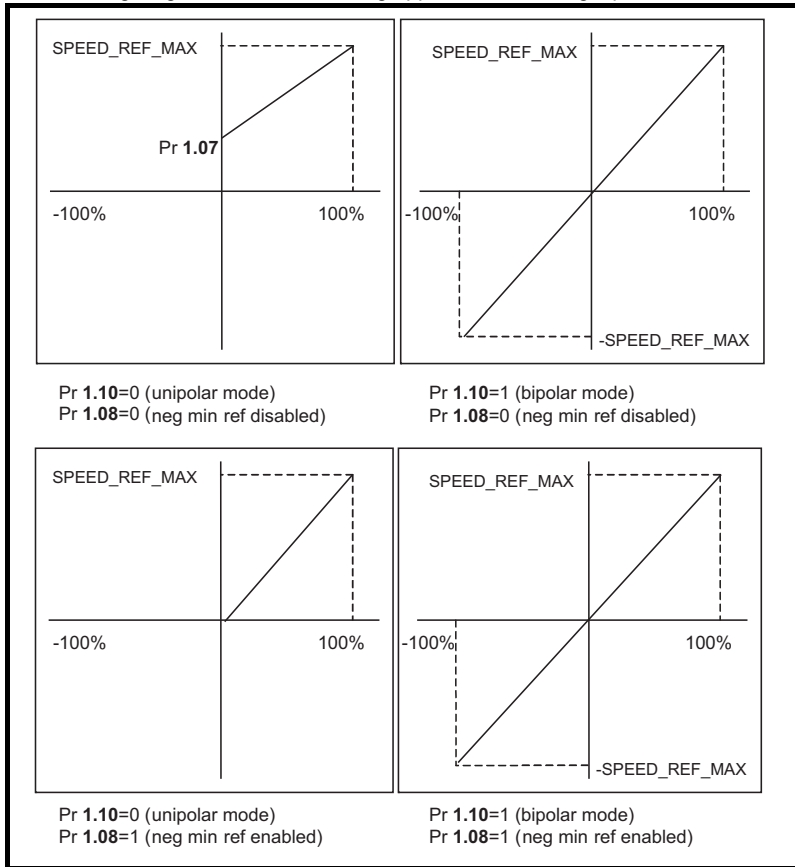 SPEED_REF_MAX
Pr 1.07
-100%
100%
SPEED_REF_MAX
-100%
100%
-SPEED_REF_MAX
Pr 1.10=0 (unipolar mode)
Pr 1.08=0 (neg min ref disabled)
Pr 1.10=1 (bipolar mode)
Pr 1.08=0 (neg min ref disabled)
SPEED_REF_MAX
-100%
100%
SPEED_REF_MAX
-100%
100%
-SPEED_REF_MAX
Pr 1.10=0 (unipolar mode)
Pr 1.08=1 (neg min ref enabled)
Pr 1.10=1 (bipolar mode)
Pr 1.08=1 (neg min ref enabled)